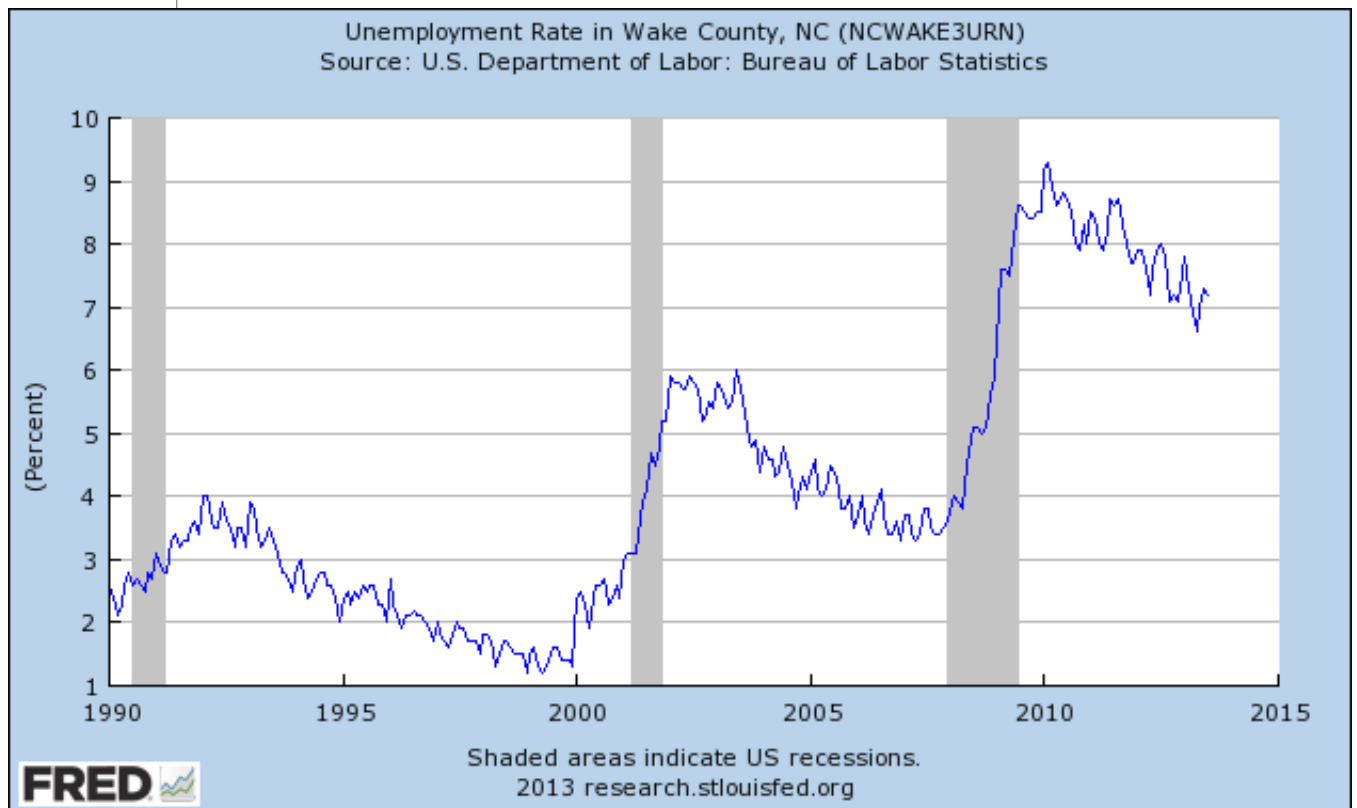 Unemployment Rate in Wake County, NC (NCWAKE3URN)
Source: U.S. Department of Labor: Bureau of Labor Statistics
10
9
8
7
6
5
4
3
2
1
(Percent)
1990 1995 2000 2005 2010 2015
Shaded areas indicate US recessions.
2013 research.stlouisfed.org
FRED